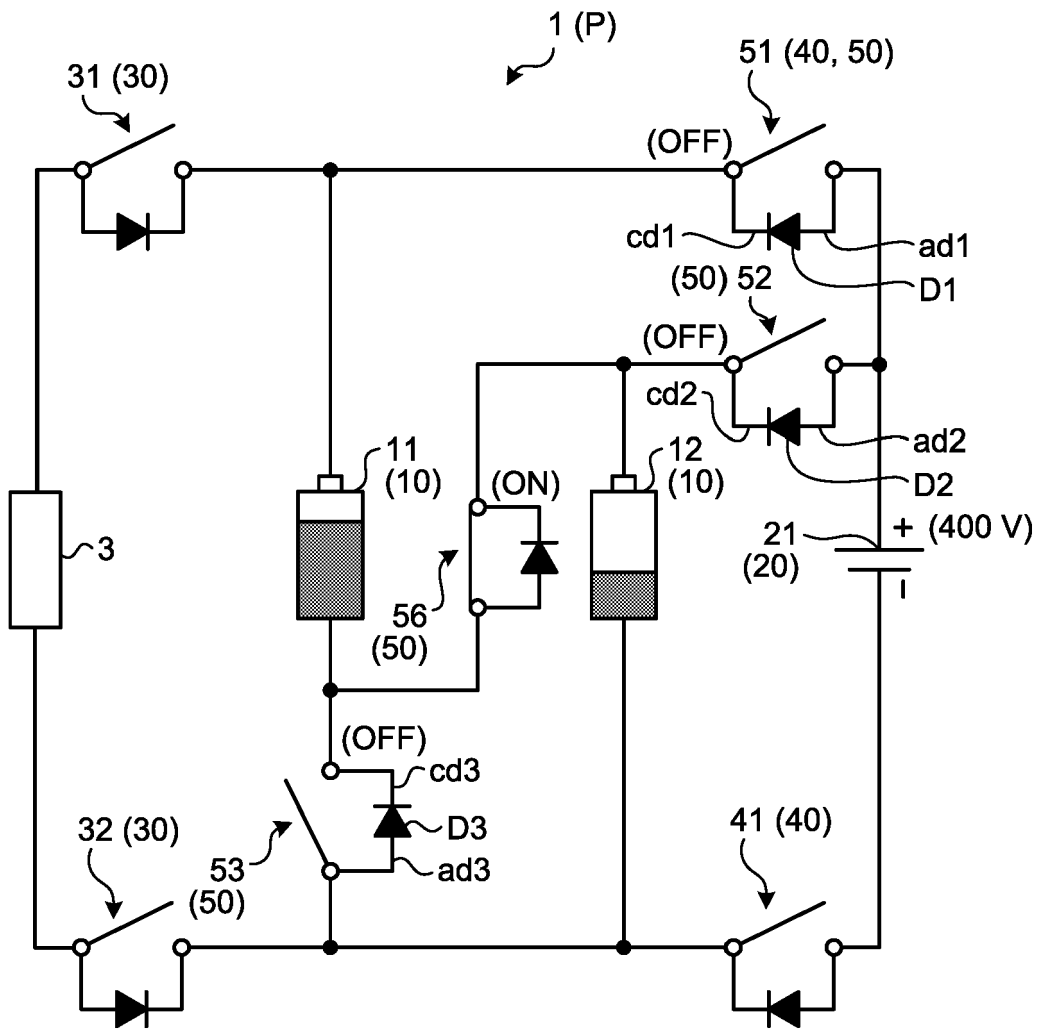 1 (P)
31 (30)
51 (40, 50)
(OFF)
cd1
ad1
D1
(50) 52
(OFF)
cd2
ad2
D2
11
(10)
(ON)
12
(10)
3
21
(20)
+ (400 V)
−
56
(50)
(OFF)
cd3
D3
ad3
53
(50)
32 (30)
41 (40)